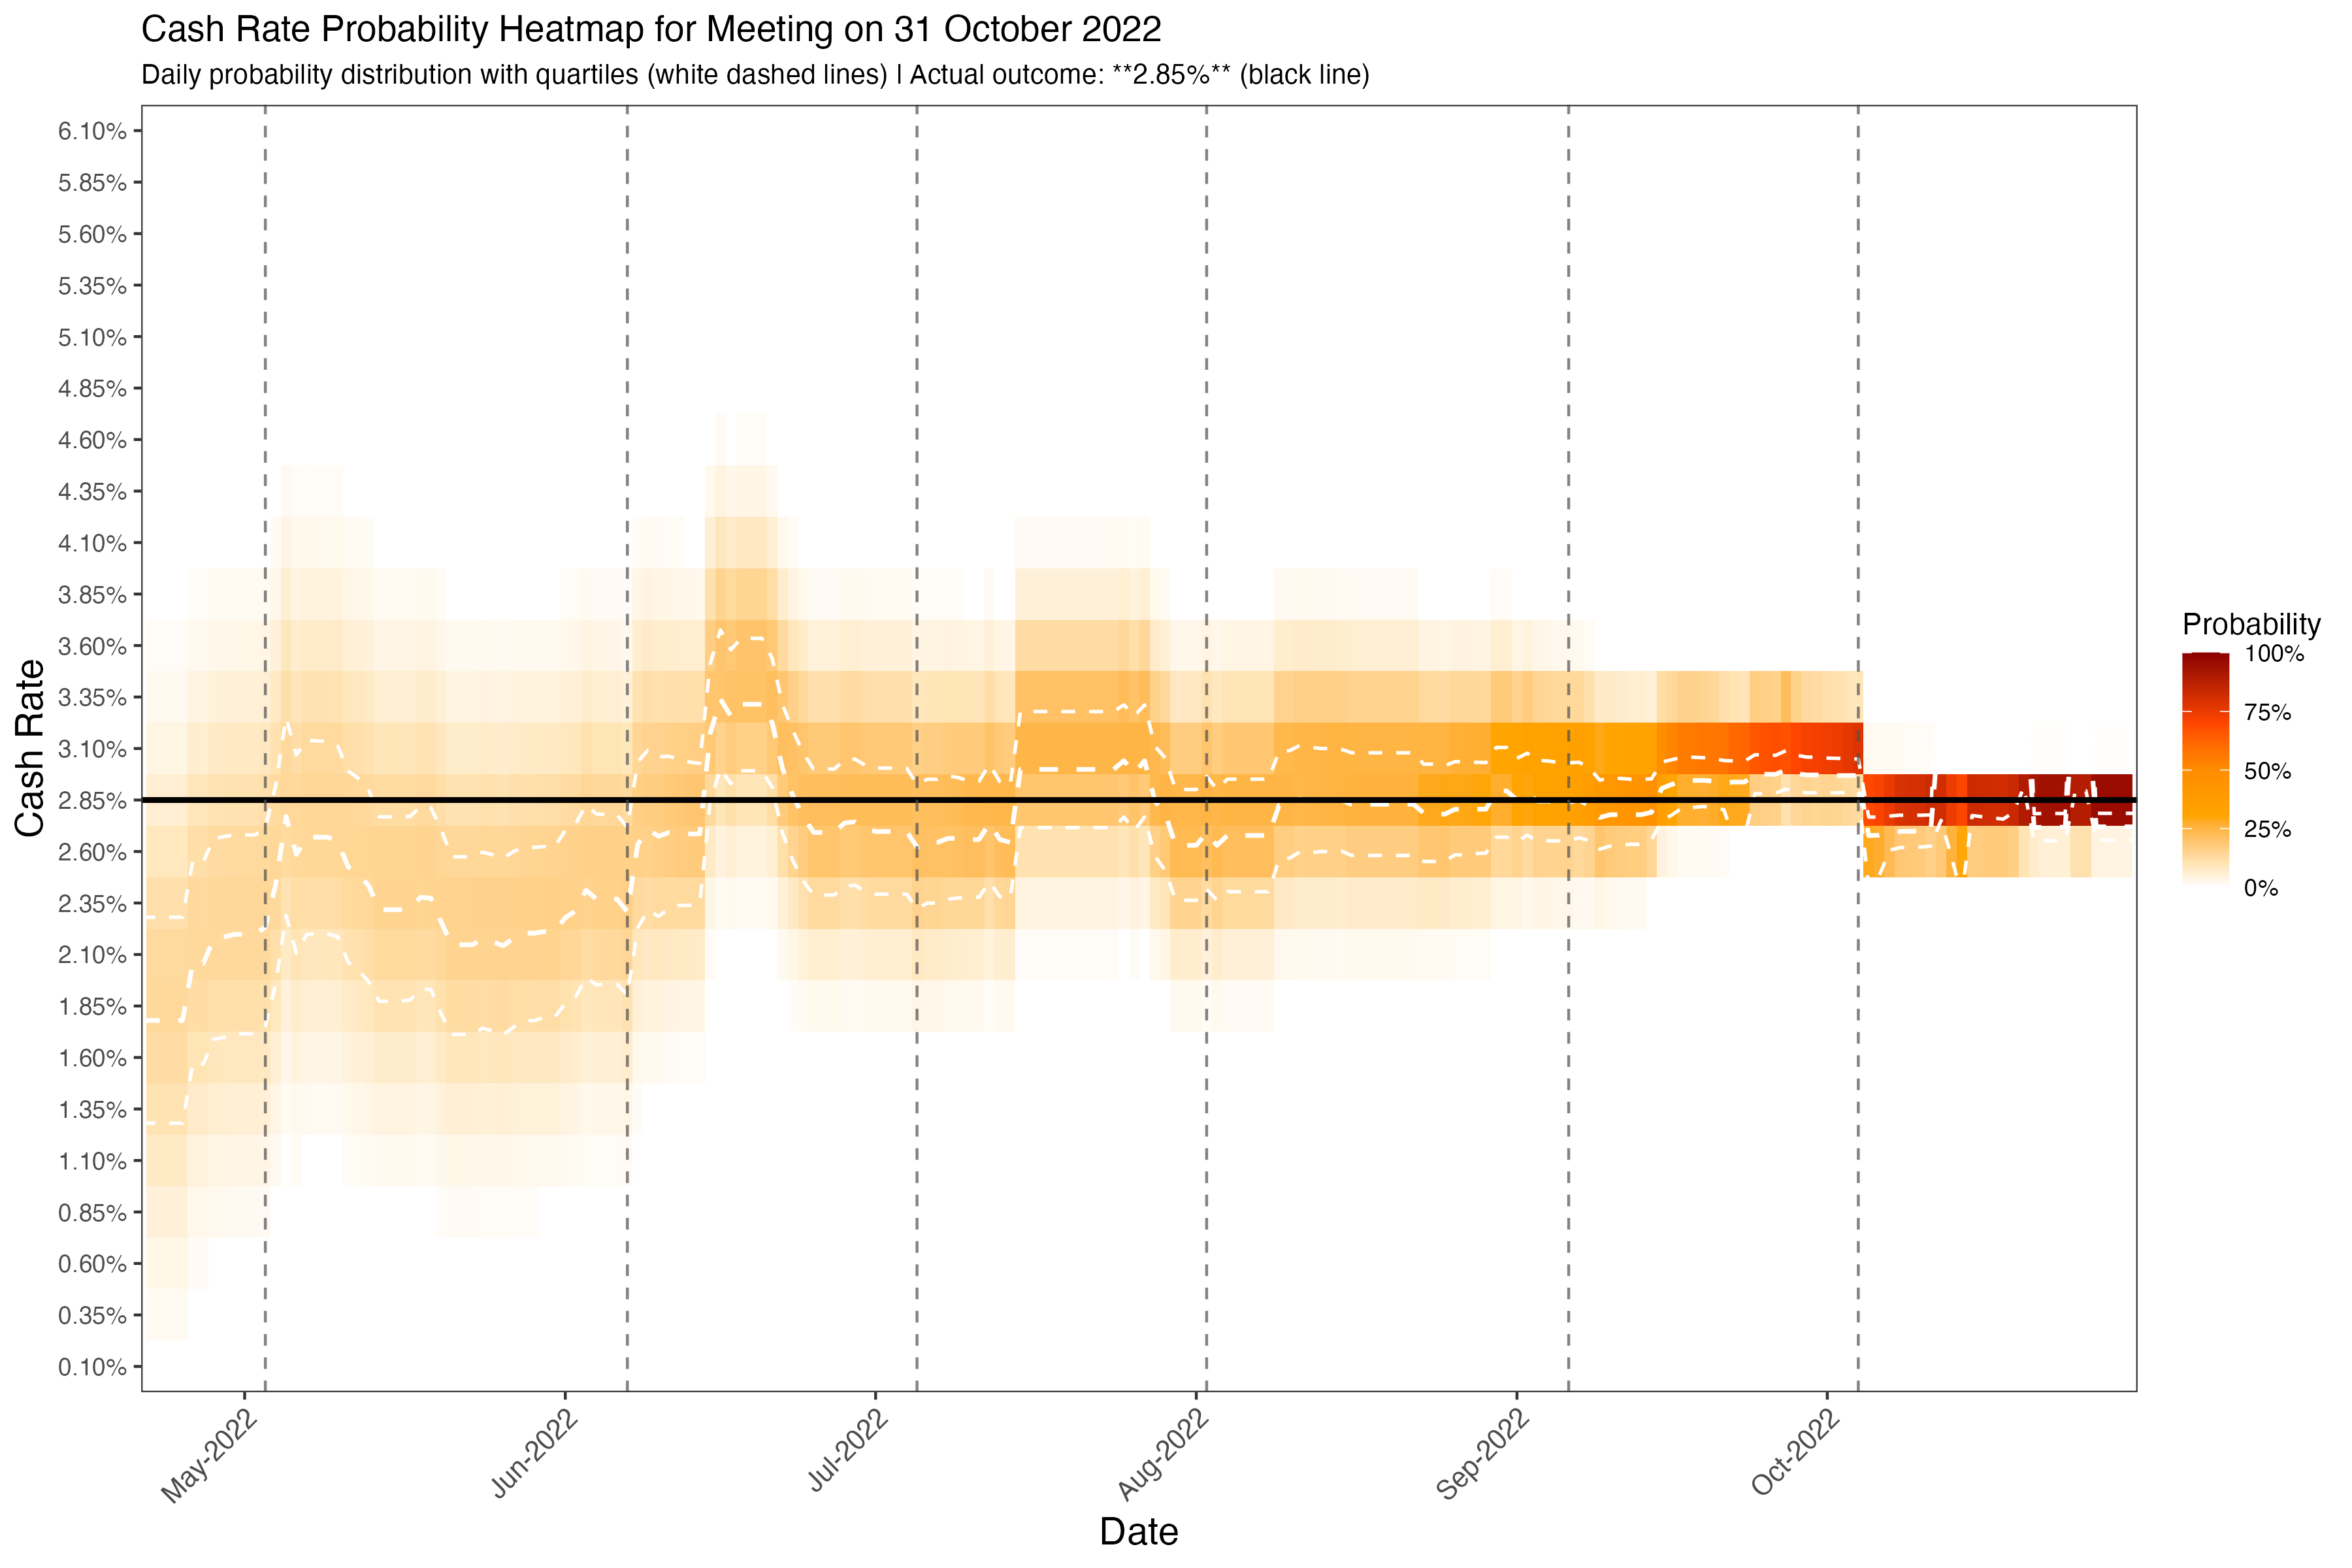 Cash Rate Probability Heatmap for Meeting on 31 October 2022
Daily probability distribution with quartiles (white dashed lines) | Actual outcome: **2.85%** (black line)
Cash Rate
6.10%
5.85%
5.60%
5.35%
5.10%
4.85%
4.60%
4.35%
4.10%
3.85%
3.60%
3.35%
3.10%
2.85%
2.60%
2.35%
2.10%
1.85%
1.60%
1.35%
1.10%
0.85%
0.60%
0.35%
0.10%
May-2022
Jun-2022
Jul-2022
Aug-2022
Sep-2022
Oct-2022
Date
Probability
100%
75%
50%
25%
0%